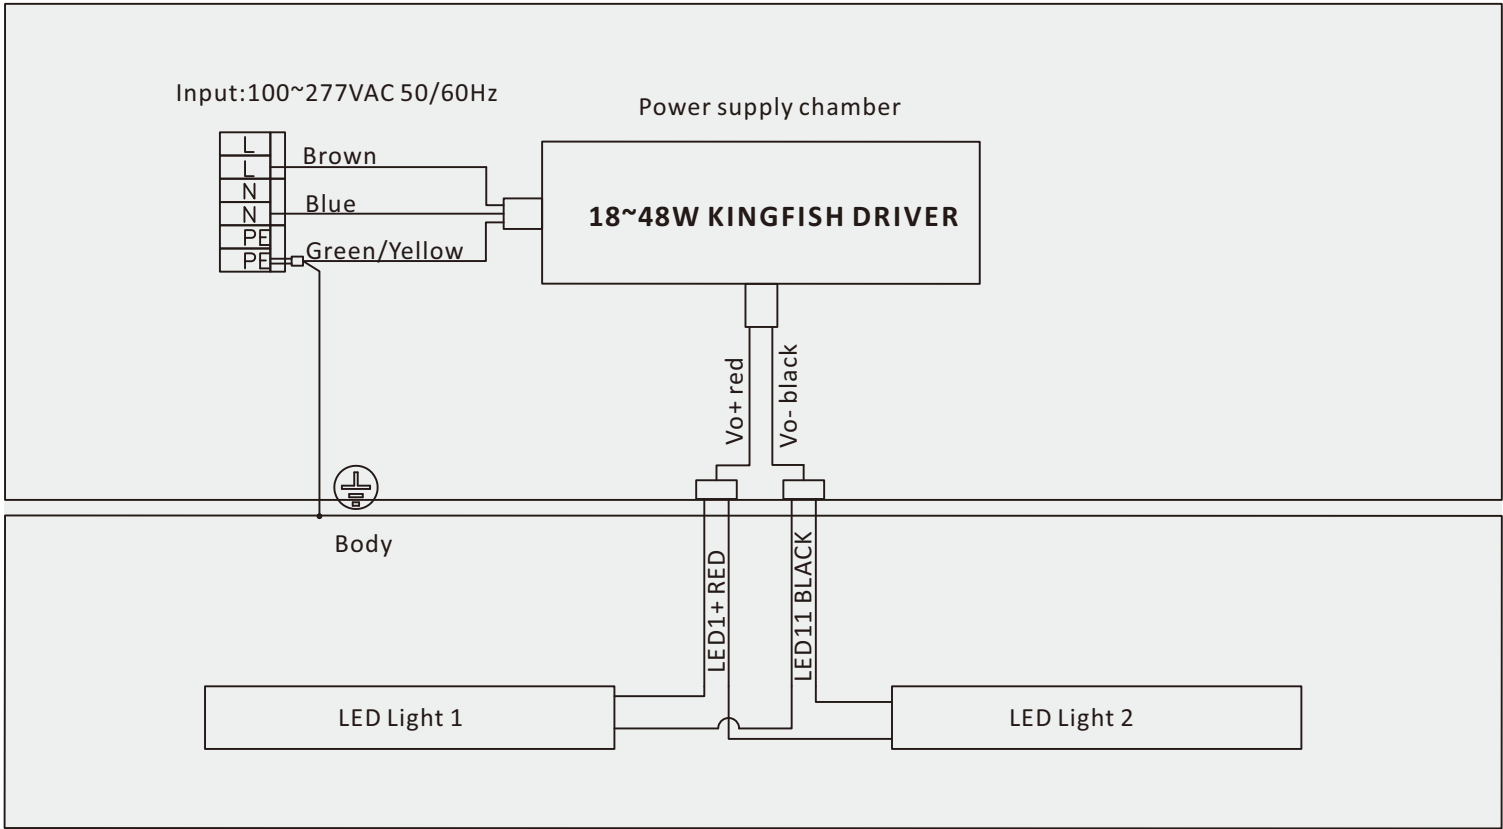 Input:100~277VAC 50/60Hz
Power supply chamber
L
L
N
N
PE
PE
Brown
Blue
Green/Yellow
18~48W KINGFISH DRIVER
Vo+ red
Vo- black
Body
LED1+ RED
LED11 BLACK
LED Light 1
LED Light 2